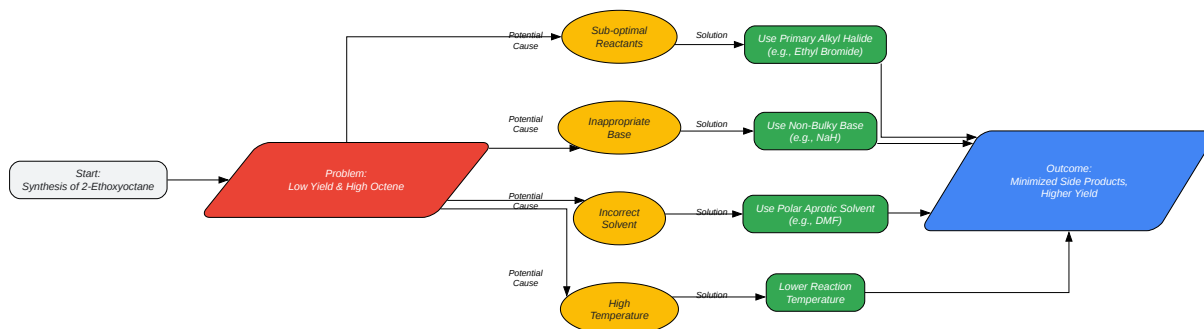 Start:
Synthesis of 2-Ethoxyoctane
Problem:
Low Yield & High Octene
Potential
Cause
Sub-optimal
Reactants
Solution
Use Primary Alkyl Halide
(e.g., Ethyl Bromide)
Potential
Cause
Inappropriate
Base
Solution
Use Non-Bulky Base
(e.g., NaH)
Potential
Cause
Incorrect
Solvent
Solution
Use Polar Aprotic Solvent
(e.g., DMF)
Potential
Cause
High
Temperature
Solution
Lower Reaction
Temperature
Outcome:
Minimized Side Products,
Higher Yield